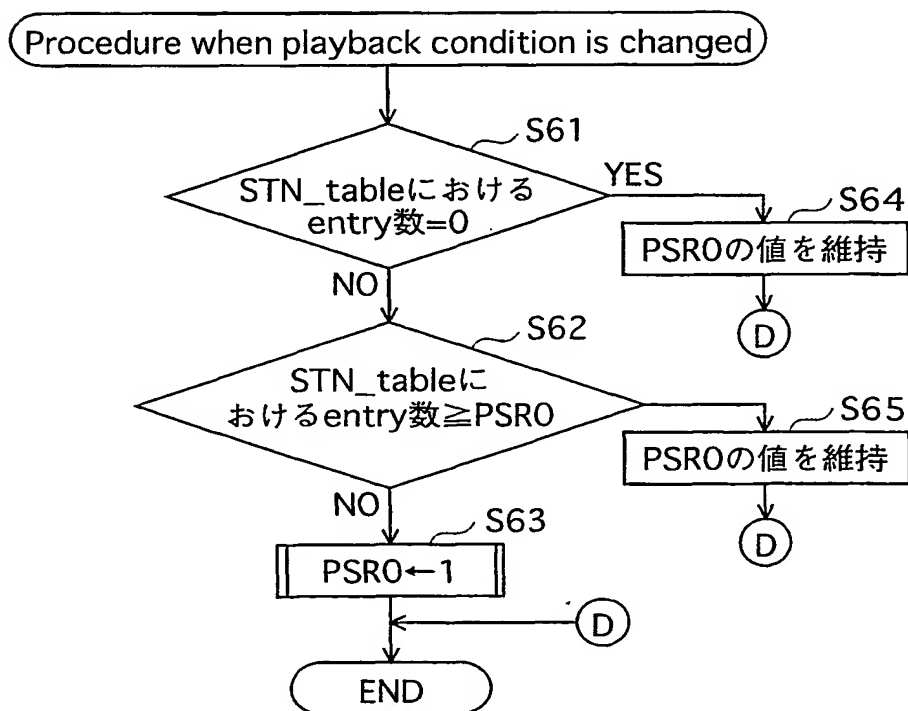 Procedure when playback condition is changed
S61
STN_tableにおける
entry数=0
YES
S64
PSR0の値を維持
D
NO
S62
STN_tableに
おけるentry数≧PSR0
S65
PSR0の値を維持
D
NO
S63
PSR0←1
D
END